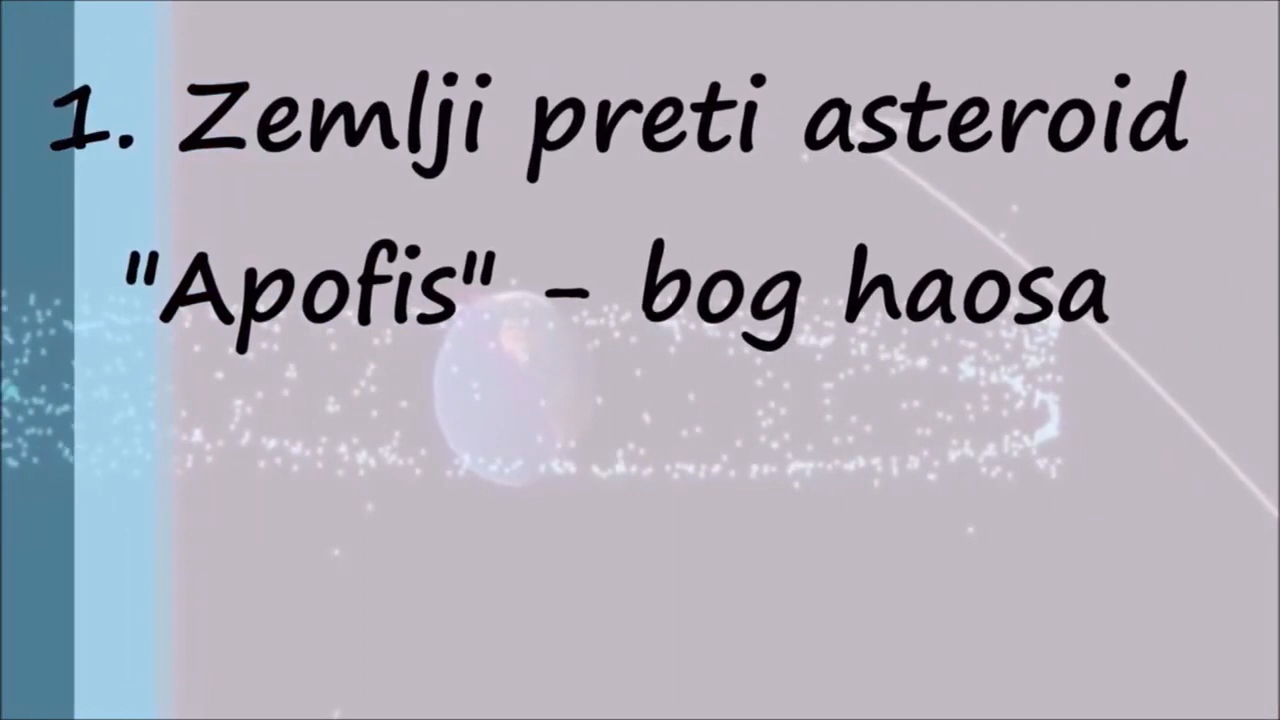 1. Zemlji preti asteroid
"Apofis" - bog haosa